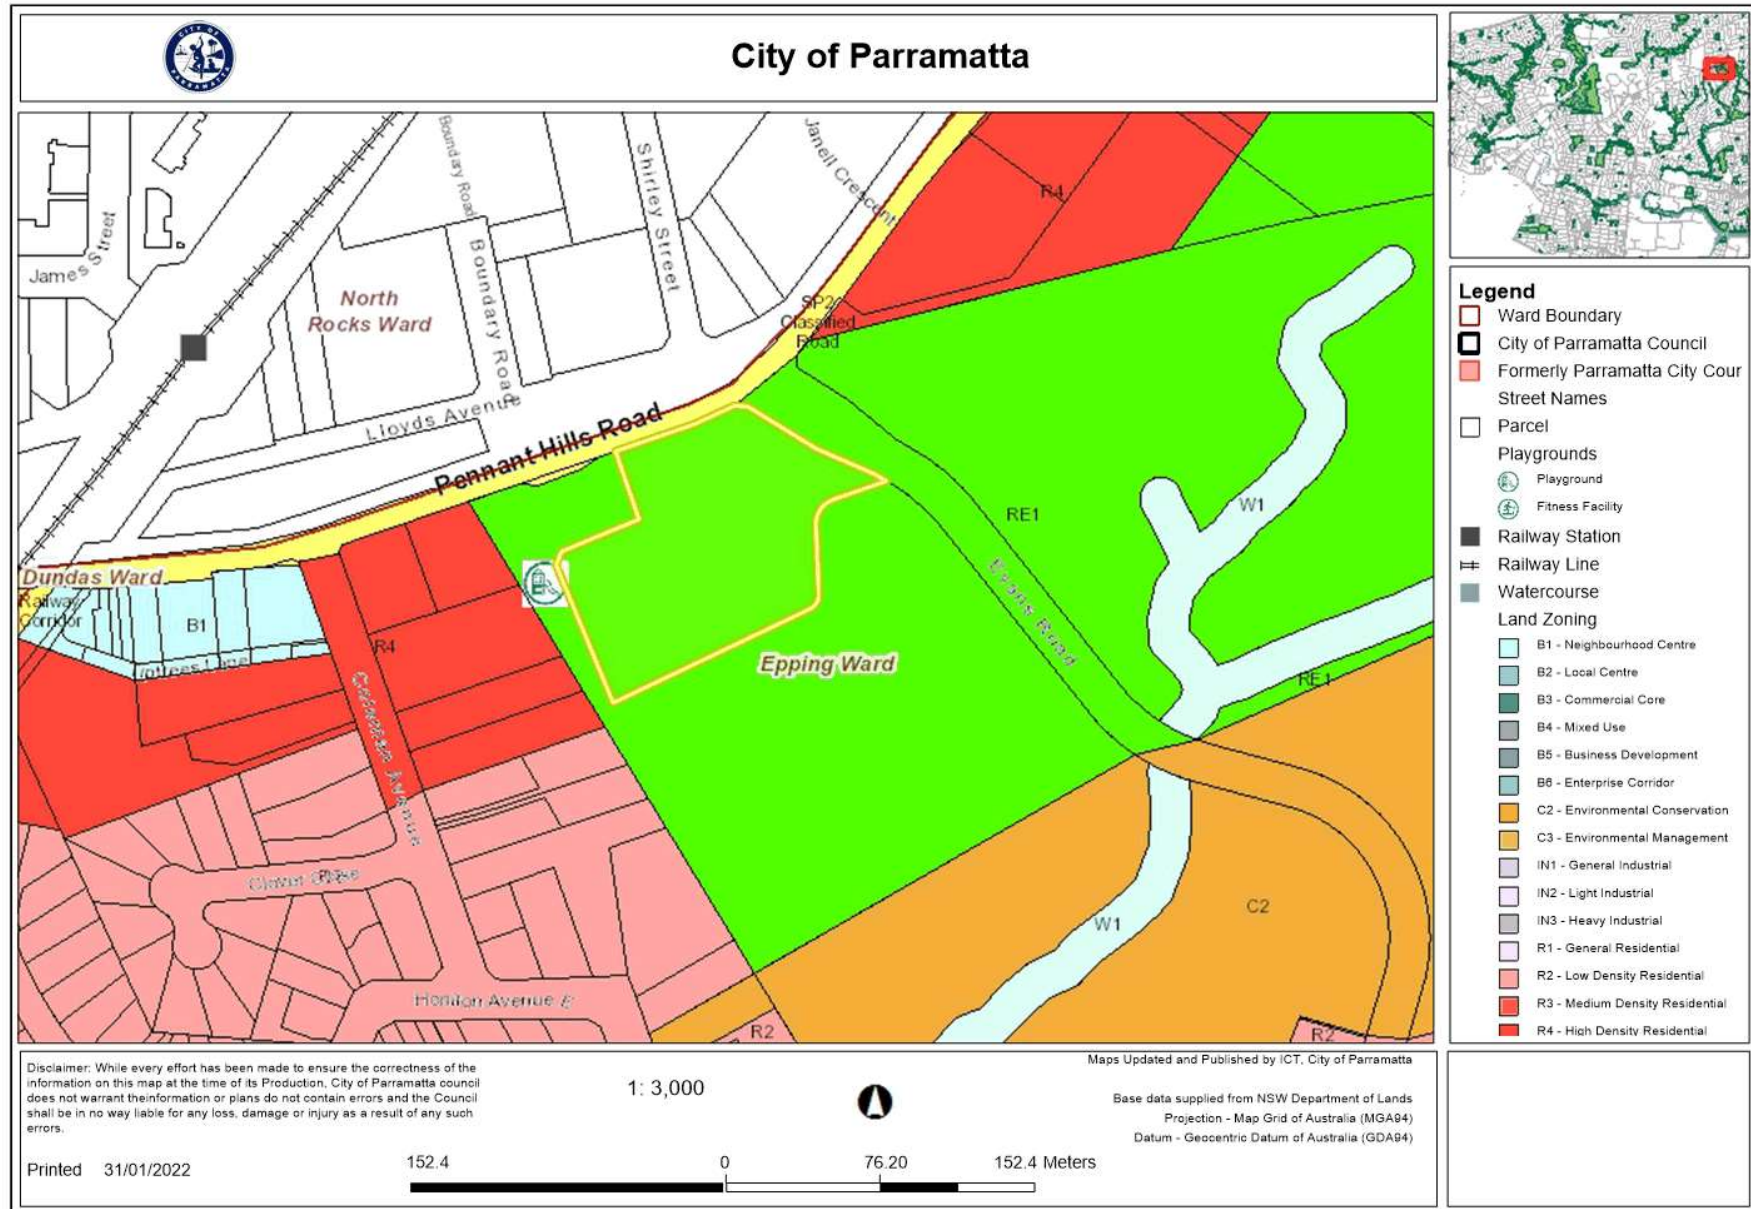 CITY OF
PARRAMATTA
City of Parramatta
James Street
Boundary Road
Shirley Street
Janell Crescent
R4
North
Rocks Ward
Boundary Road
SP2
Classified
Road
Lloyds Avenue
Pennant Hills Road
W1
RE1
Evans Road
Dundas Ward
Railway
Corridor
B1
R4
Epping Ward
RE1
Coleman Avenue
C2
W1
R2
R2
Legend
Ward Boundary
City of Parramatta Council
Formerly Parramatta City Cour
Street Names
Parcel
Playgrounds
Playground
Fitness Facility
Railway Station
Railway Line
Watercourse
Land Zoning
B1 - Neighbourhood Centre
B2 - Local Centre
B3 - Commercial Core
B4 - Mixed Use
B5 - Business Development
B6 - Enterprise Corridor
C2 - Environmental Conservation
C3 - Environmental Management
IN1 - General Industrial
IN2 - Light Industrial
IN3 - Heavy Industrial
R1 - General Residential
R2 - Low Density Residential
R3 - Medium Density Residential
R4 - High Density Residential
Disclaimer: While every effort has been made to ensure the correctness of the
information on this map at the time of its Production, City of Parramatta council
does not warrant theinformation or plans do not contain errors and the Council
shall be in no way liable for any loss, damage or injury as a result of any such
errors.
Printed 31/01/2022
1: 3,000
152.4 0 76.20 152.4 Meters
Maps Updated and Published by ICT, City of Parramatta
Base data supplied from NSW Department of Lands
Projection - Map Grid of Australia (MGA94)
Datum - Geocentric Datum of Australia (GDA94)